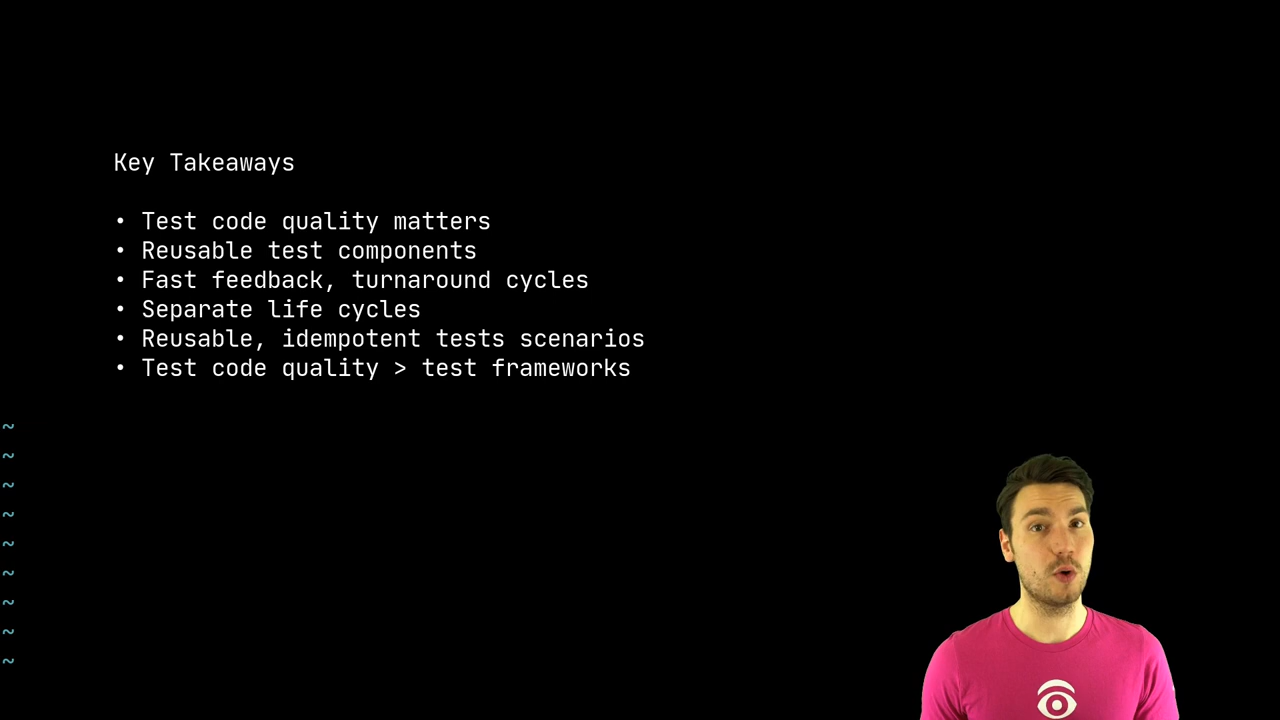 Key Takeaways
• Test code quality matters
• Reusable test components
• Fast feedback, turnaround cycles
• Separate life cycles
• Reusable, idempotent tests scenarios
• Test code quality > test frameworks
~
~
~
~
~
~
~
~
~